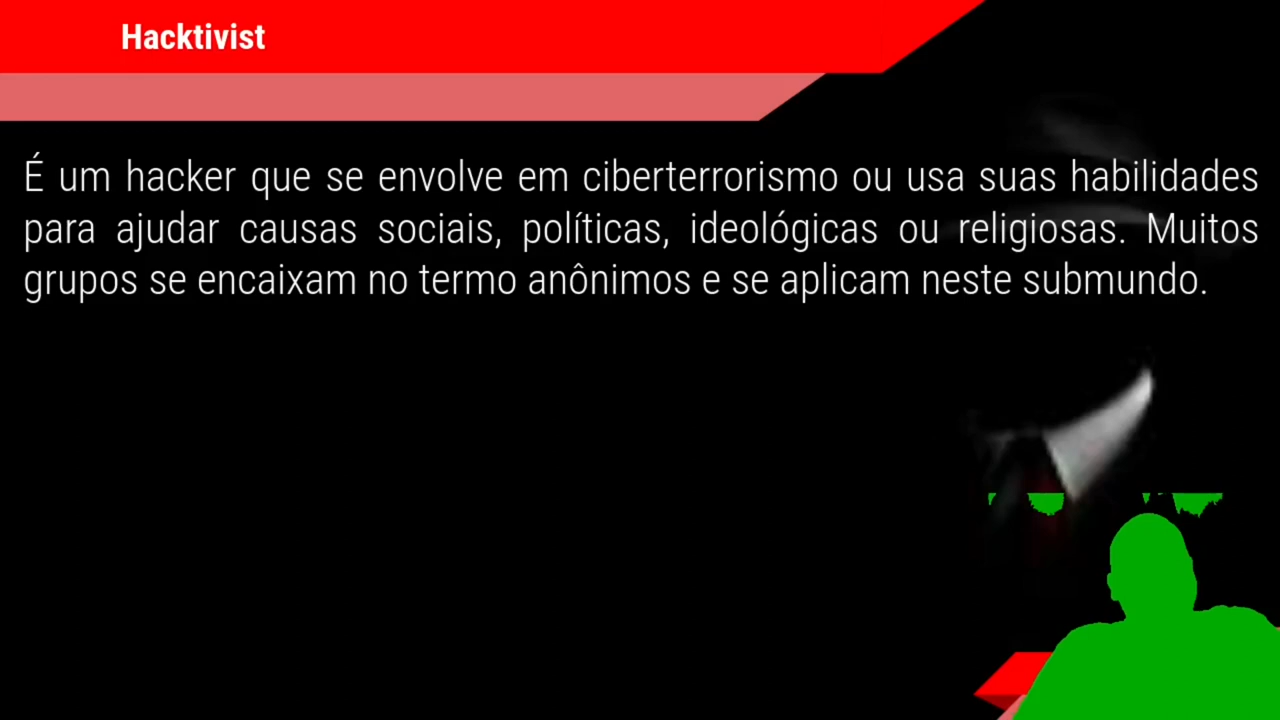 Hacktivist
É um hacker que se envolve em ciberterrorismo ou usa suas habilidades
para ajudar causas sociais, políticas, ideológicas ou religiosas. Muitos
grupos se encaixam no termo anônimos e se aplicam neste submundo.